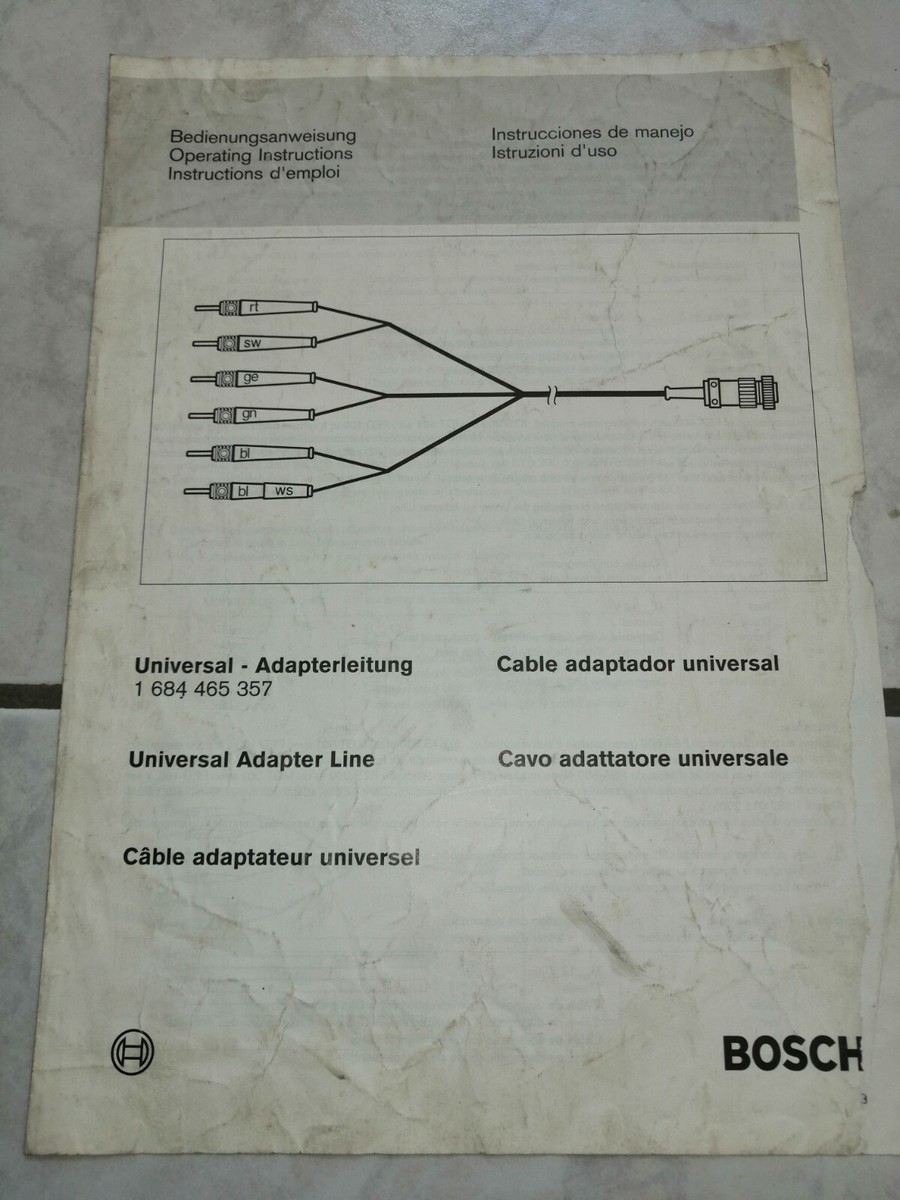 Bedienungsanweisung
Operating Instructions
Instructions d'emploi
Instrucciones de manejo
Istruzioni d'uso
rt
sw
ge
gn
bl
bl ws
Universal - Adapterleitung
1 684 465 357
Universal Adapter Line
Câble adaptateur universel
Cable adaptador universal
Cavo adattatore universale
BOSCH
3